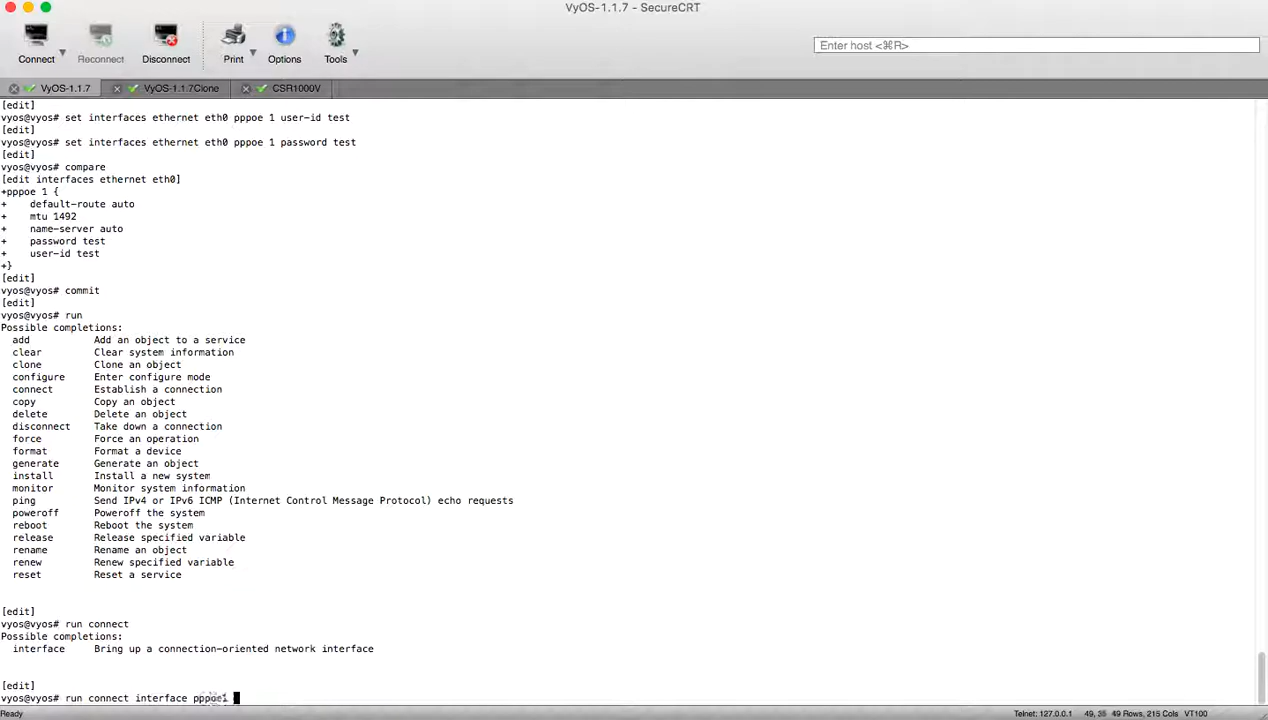 VyOS-1.1.7 - SecureCRT
Connect Reconnect Disconnect Print Options Tools
Enter host <⌘R>
VyOS-1.1.7 VyOS-1.1.7Clone CSR1000V
[edit]
vyos@vyos# set interfaces ethernet eth0 pppoe 1 user-id test
[edit]
vyos@vyos# set interfaces ethernet eth0 pppoe 1 password test
[edit]
vyos@vyos# compare
[edit interfaces ethernet eth0]
+pppoe 1 {
+    default-route auto
+    mtu 1492
+    name-server auto
+    password test
+    user-id test
+}
[edit]
vyos@vyos# commit
[edit]
vyos@vyos# run
Possible completions:
  add           Add an object to a service
  clear         Clear system information
  clone         Clone an object
  configure     Enter configure mode
  connect       Establish a connection
  copy          Copy an object
  delete        Delete an object
  disconnect    Take down a connection
  force         Force an operation
  format        Format a device
  generate      Generate an object
  install       Install a new system
  monitor       Monitor system information
  ping          Send IPv4 or IPv6 ICMP (Internet Control Message Protocol) echo requests
  poweroff      Poweroff the system
  reboot        Reboot the system
  release       Release specified variable
  rename        Rename an object
  renew         Renew specified variable
  reset         Reset a service
[edit]
vyos@vyos# run connect
Possible completions:
  interface     Bring up a connection-oriented network interface
[edit]
vyos@vyos# run connect interface pppoe1
Ready Telnet: 127.0.0.1 49, 35 49 Rows, 215 Cols VT100